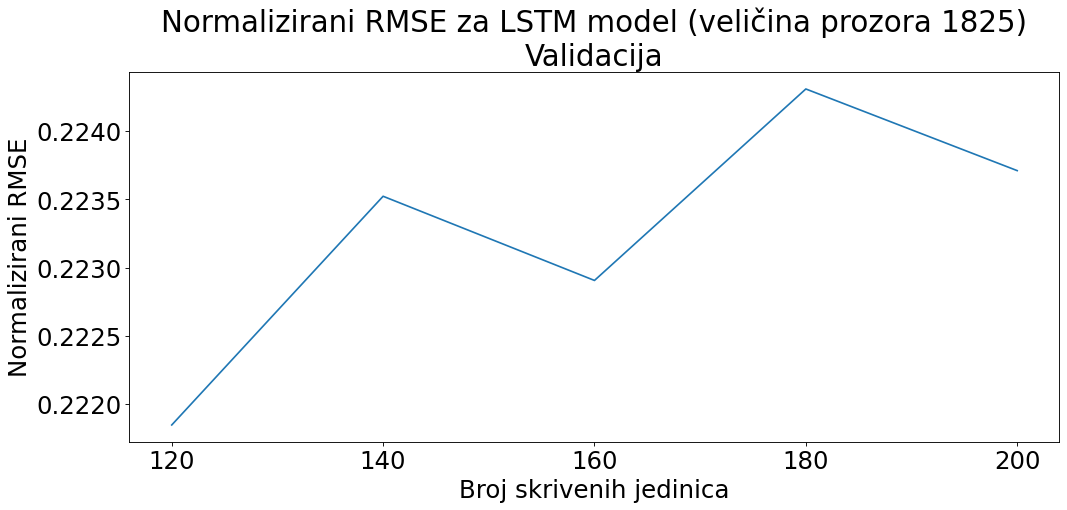 Normalizirani RMSE za LSTM model (veličina prozora 1825)
Validacija
Normalizirani RMSE
0.2240
0.2235
0.2230
0.2225
0.2220
120 140 160 180 200
Broj skrivenih jedinica